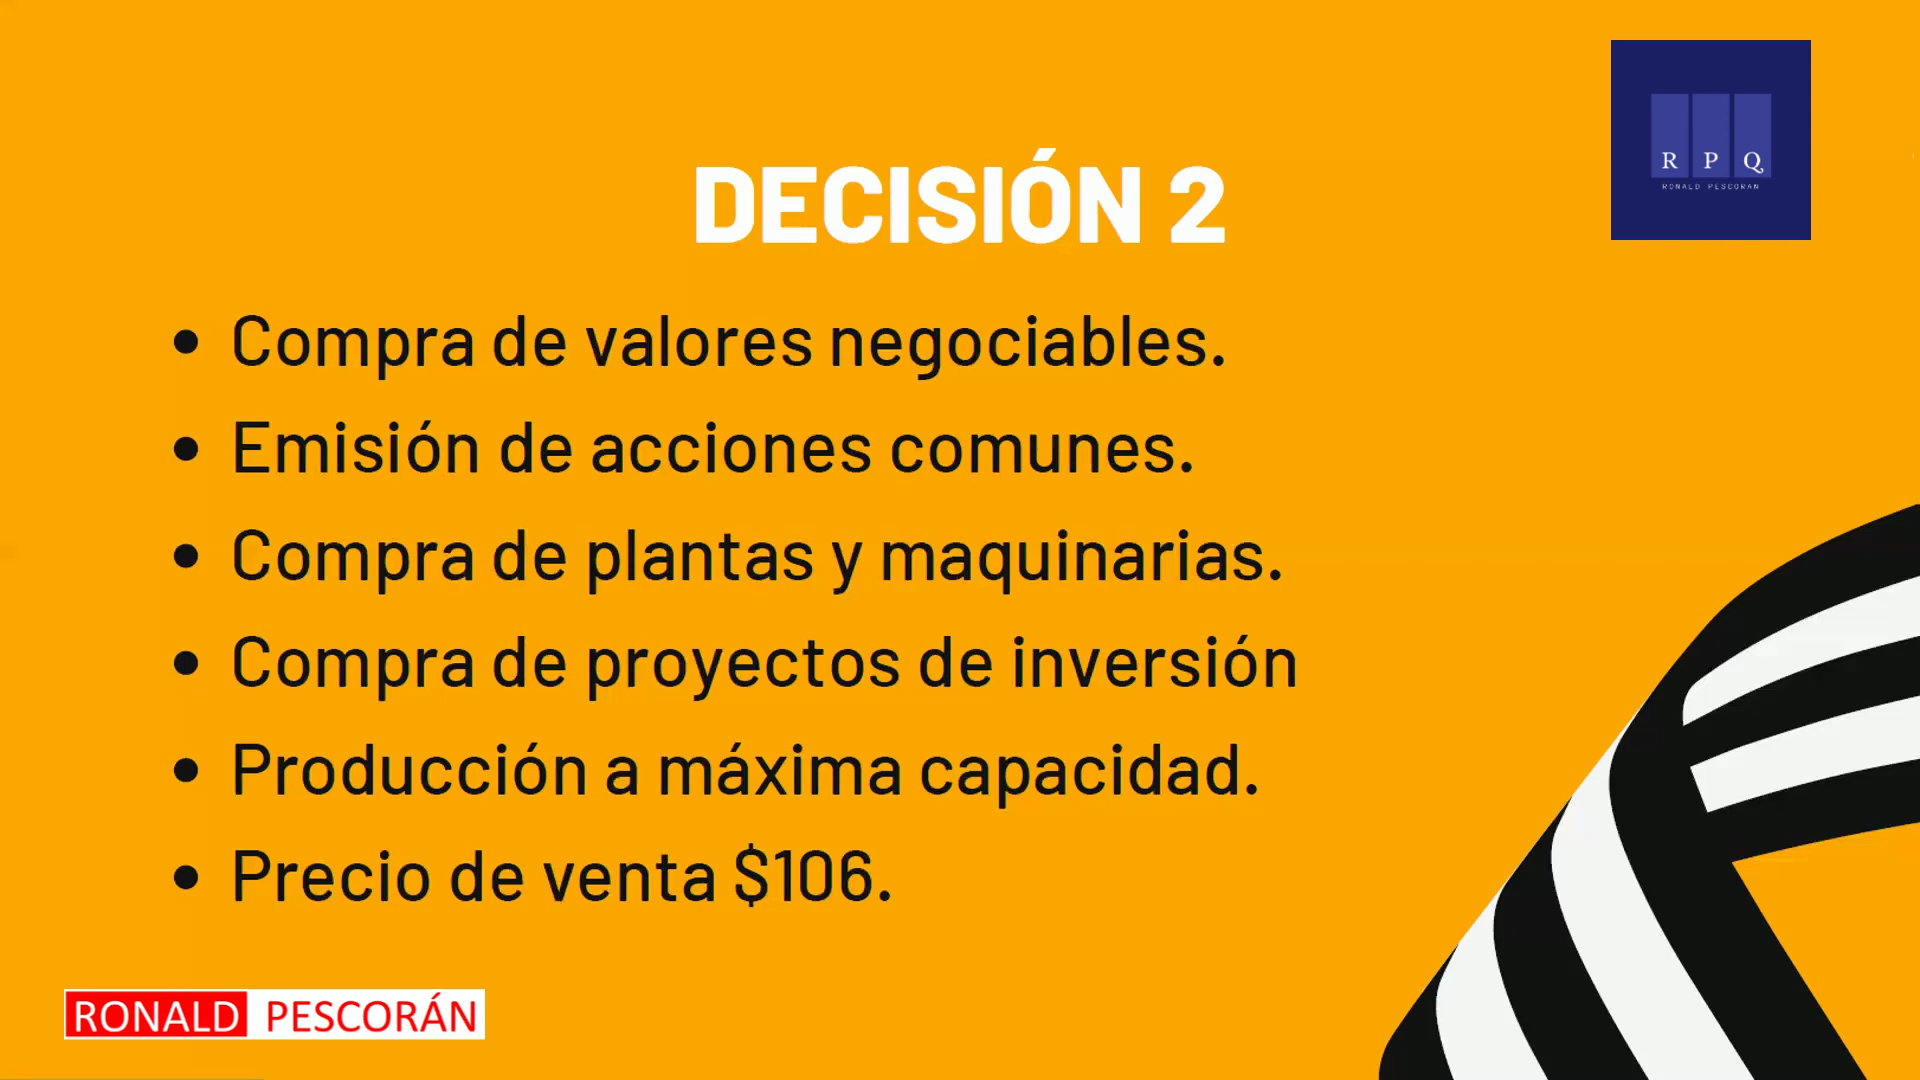 R P Q
RONALD PESCORAN
DECISIÓN 2
• Compra de valores negociables.
• Emisión de acciones comunes.
• Compra de plantas y maquinarias.
• Compra de proyectos de inversión
• Producción a máxima capacidad.
• Precio de venta $106.
RONALD PESCORÁN